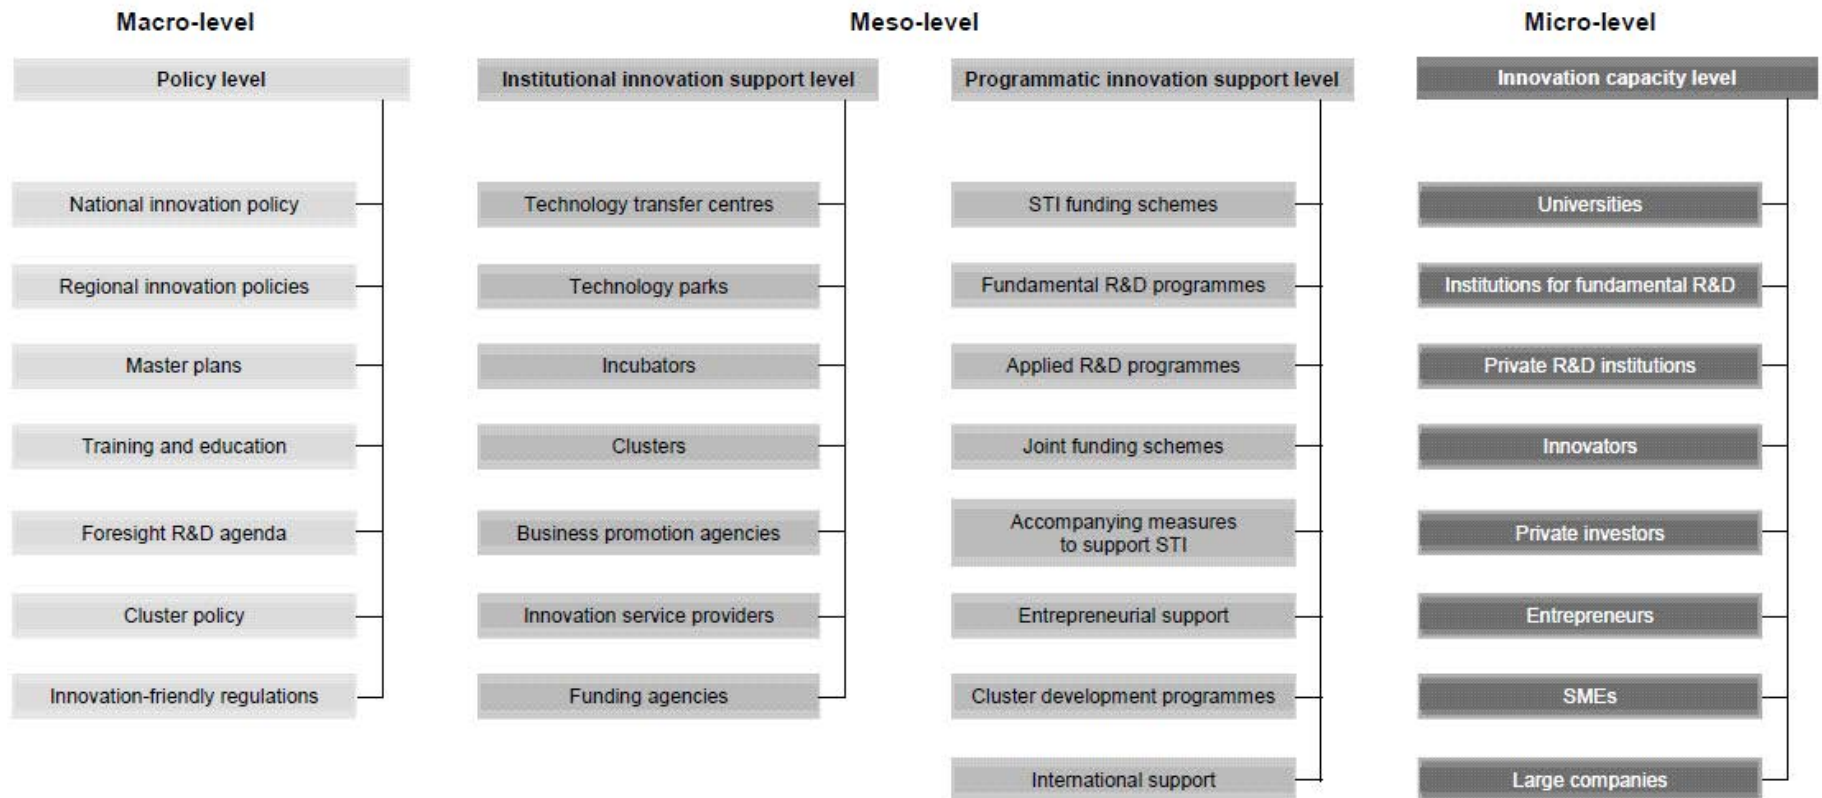 Macro-level
Meso-level
Micro-level
Policy level
National innovation policy
Regional innovation policies
Master plans
Training and education
Foresight R&D agenda
Cluster policy
Innovation-friendly regulations
Institutional innovation support level
Technology transfer centres
Technology parks
Incubators
Clusters
Business promotion agencies
Innovation service providers
Funding agencies
Programmatic innovation support level
STI funding schemes
Fundamental R&D programmes
Applied R&D programmes
Joint funding schemes
Accompanying measures
to support STI
Entrepreneurial support
Cluster development programmes
International support
Innovation capacity level
Universities
Institutions for fundamental R&D
Private R&D institutions
Innovators
Private investors
Entrepreneurs
SMEs
Large companies